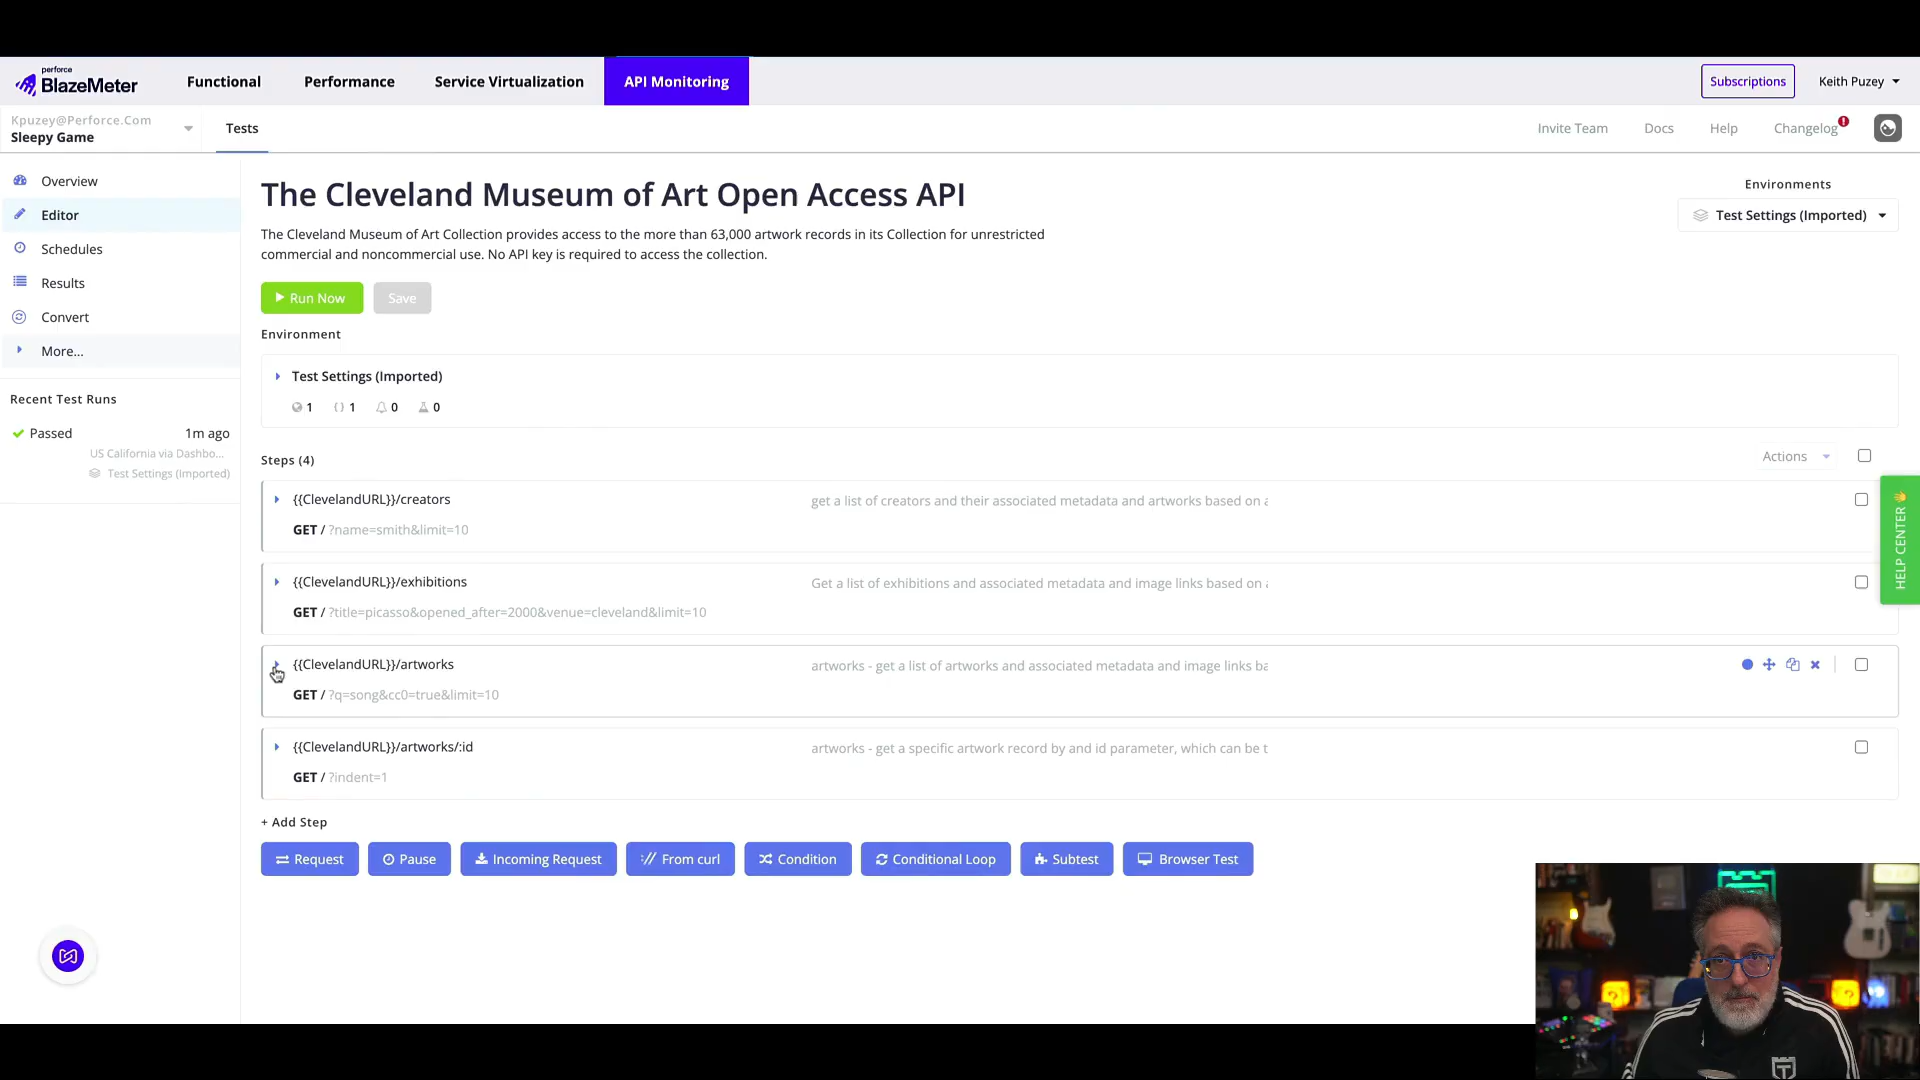 perforce
BlazeMeter
Functional
Performance
Service Virtualization
API Monitoring
Subscriptions
Keith Puzey
Kpuzey@Perforce.Com
Sleepy Game
Tests
Invite Team
Docs
Help
Changelog
Overview
Editor
Schedules
Results
Convert
More...
Recent Test Runs
Passed 1m ago
US California via Dashbo...
Test Settings (Imported)
The Cleveland Museum of Art Open Access API
The Cleveland Museum of Art Collection provides access to the more than 63,000 artwork records in its Collection for unrestricted
commercial and noncommercial use. No API key is required to access the collection.
Environments
Test Settings (Imported)
Run Now
Save
Environment
Test Settings (Imported)
1 {} 1 0 0
Steps (4)
Actions
{{ClevelandURL}}/creators
get a list of creators and their associated metadata and artworks based on a
GET / ?name=smith&limit=10
{{ClevelandURL}}/exhibitions
Get a list of exhibitions and associated metadata and image links based on a
GET / ?title=picasso&opened_after=2000&venue=cleveland&limit=10
{{ClevelandURL}}/artworks
artworks - get a list of artworks and associated metadata and image links ba
GET / ?q=song&cc0=true&limit=10
{{ClevelandURL}}/artworks/:id
artworks - get a specific artwork record by and id parameter, which can be t
GET / ?indent=1
+ Add Step
Request
Pause
Incoming Request
From curl
Condition
Conditional Loop
Subtest
Browser Test
HELP CENTER